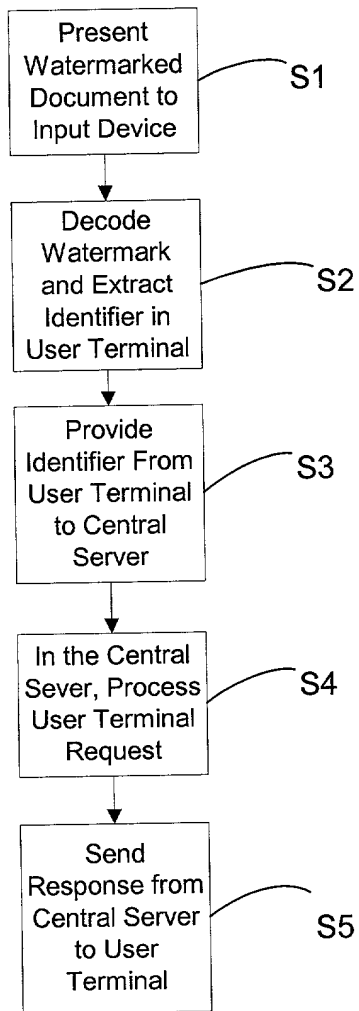 Present
Watermarked
Document to
Input Device
S1
Decode
Watermark
and Extract
Identifier in
User Terminal
S2
Provide
Identifier From
User Terminal
to Central
Server
S3
In the Central
Sever, Process
User Terminal
Request
S4
Send
Response from
Central Server
to User
Terminal
S5